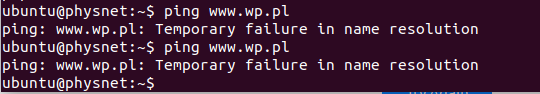 ubuntu@physnet:~$ ping www.wp.pl
ping: www.wp.pl: Temporary failure in name resolution
ubuntu@physnet:~$ ping www.wp.pl
ping: www.wp.pl: Temporary failure in name resolution
ubuntu@physnet:~$